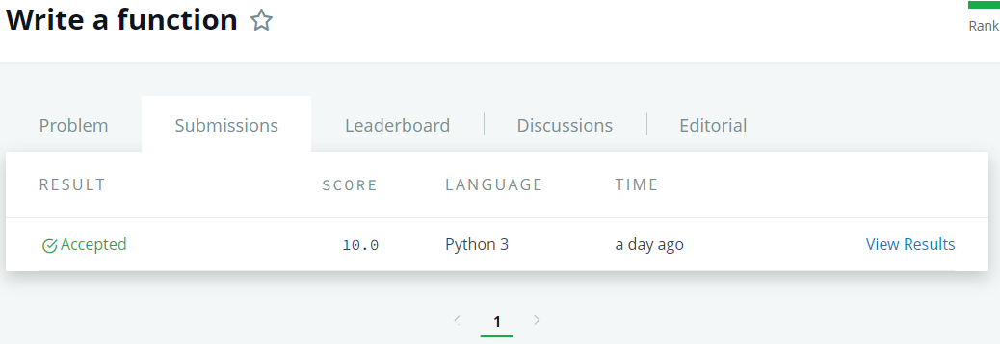 Write a function
Rank
Problem Submissions Leaderboard Discussions Editorial
RESULT SCORE LANGUAGE TIME
Accepted 10.0 Python 3 a day ago View Results
1